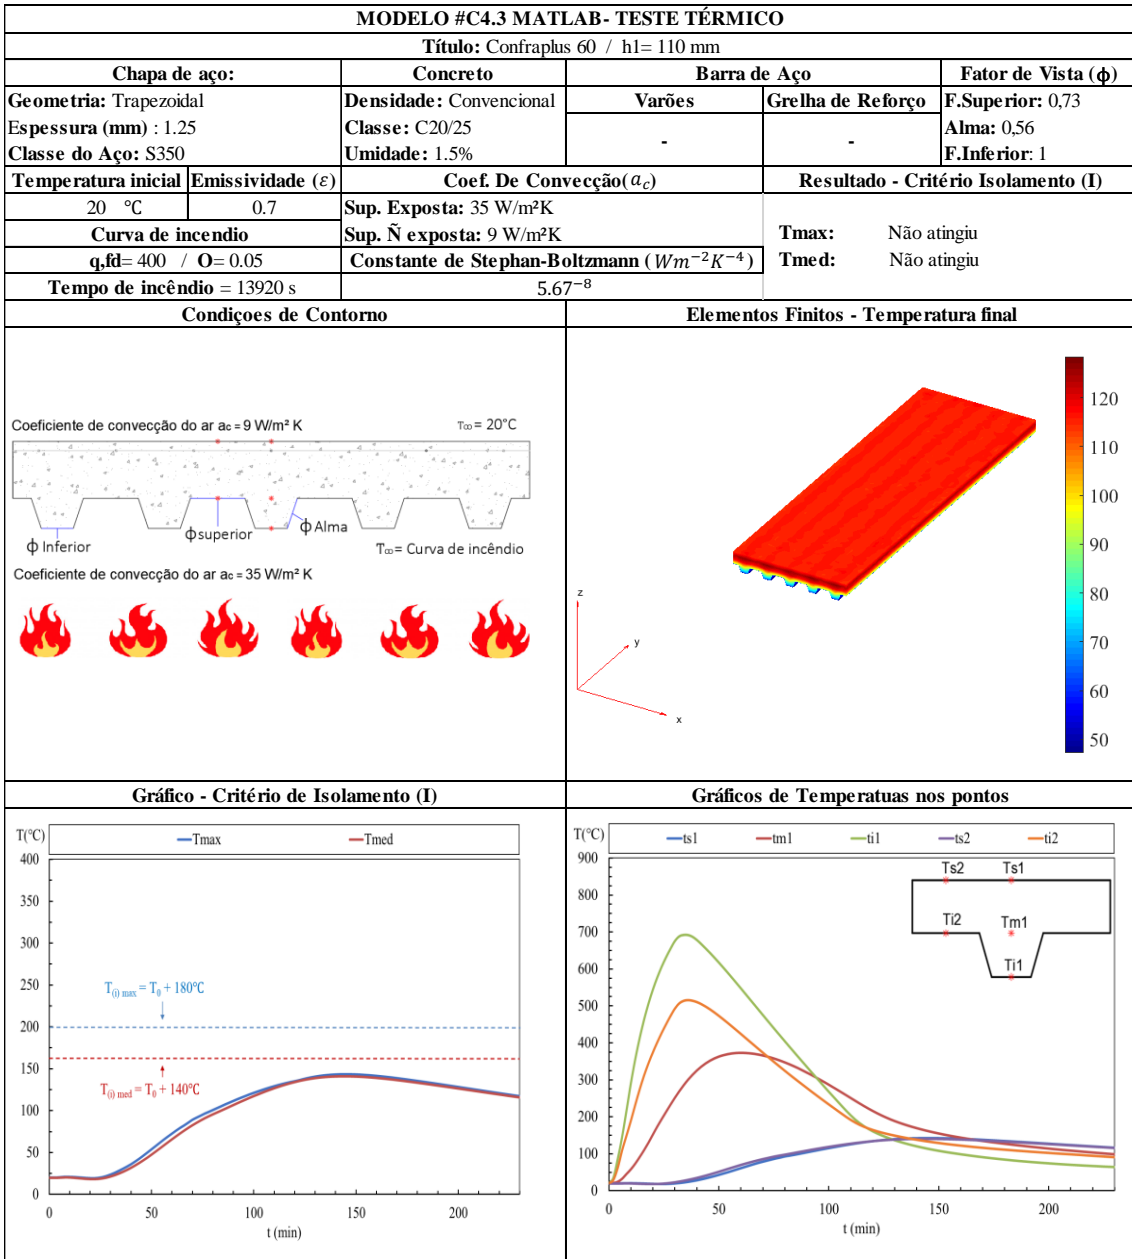 MODELO #C4.3 MATLAB- TESTE TÉRMICO
Título: Confraplus 60 / h1= 110 mm
Chapa de aço:
Concreto
Barra de Aço
Fator de Vista (ϕ)
Geometria: Trapezoidal
Espessura (mm) : 1.25
Classe do Aço: S350
Densidade: Convencional
Classe: C20/25
Umidade: 1.5%
Varões
Grelha de Reforço
-
-
F.Superior: 0,73
Alma: 0,56
F.Inferior: 1
Temperatura inicial
Emissividade (ε)
Coef. De Convecção(a_c)
Resultado - Critério Isolamento (I)
20 °C
0.7
Sup. Exposta: 35 W/m²K
Sup. Ñ exposta: 9 W/m²K
Curva de incendio
q,fd= 400 / O= 0.05
Tempo de incêndio = 13920 s
Constante de Stephan-Boltzmann (Wm⁻²K⁻⁴)
5.67⁻⁸
Tmax: Não atingiu
Tmed: Não atingiu
Condiçoes de Contorno
Elementos Finitos - Temperatura final
Coeficiente de convecção do ar ac = 9 W/m² K
T∞ = 20°C
ϕ Inferior
ϕsuperior
ϕ Alma
T∞= Curva de incêndio
Coeficiente de convecção do ar ac = 35 W/m² K
z
y
x
120
110
100
90
80
70
60
50
Gráfico - Critério de Isolamento (I)
Gráficos de Temperatuas nos pontos
T(°C)
Tmax
Tmed
400
350
300
250
200
150
100
50
0
T(i) max = T0 + 180°C
T(i) med = T0 + 140°C
0
50
100
150
200
t (min)
T(°C)
ts1
tm1
ti1
ts2
ti2
900
800
700
600
500
400
300
200
100
0
Ts2
Ts1
Ti2
Tm1
Ti1
0
50
100
150
200
t (min)